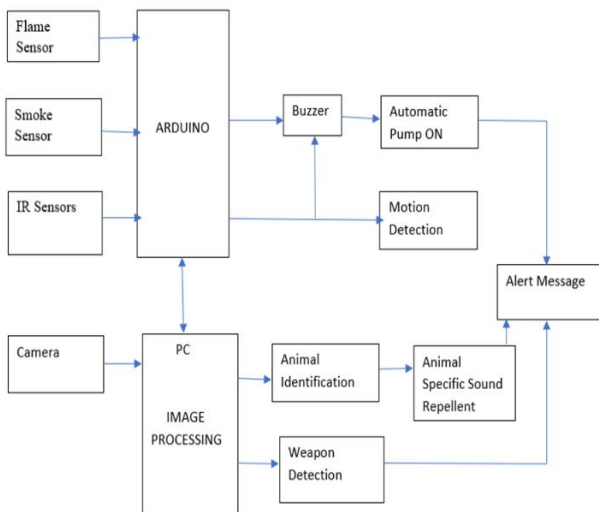 Flame
Sensor
Smoke
Sensor
IR Sensors
ARDUINO
Buzzer
Automatic
Pump ON
Motion
Detection
Alert Message
Camera
PC
IMAGE
PROCESSING
Animal
Identification
Animal
Specific Sound
Repellent
Weapon
Detection